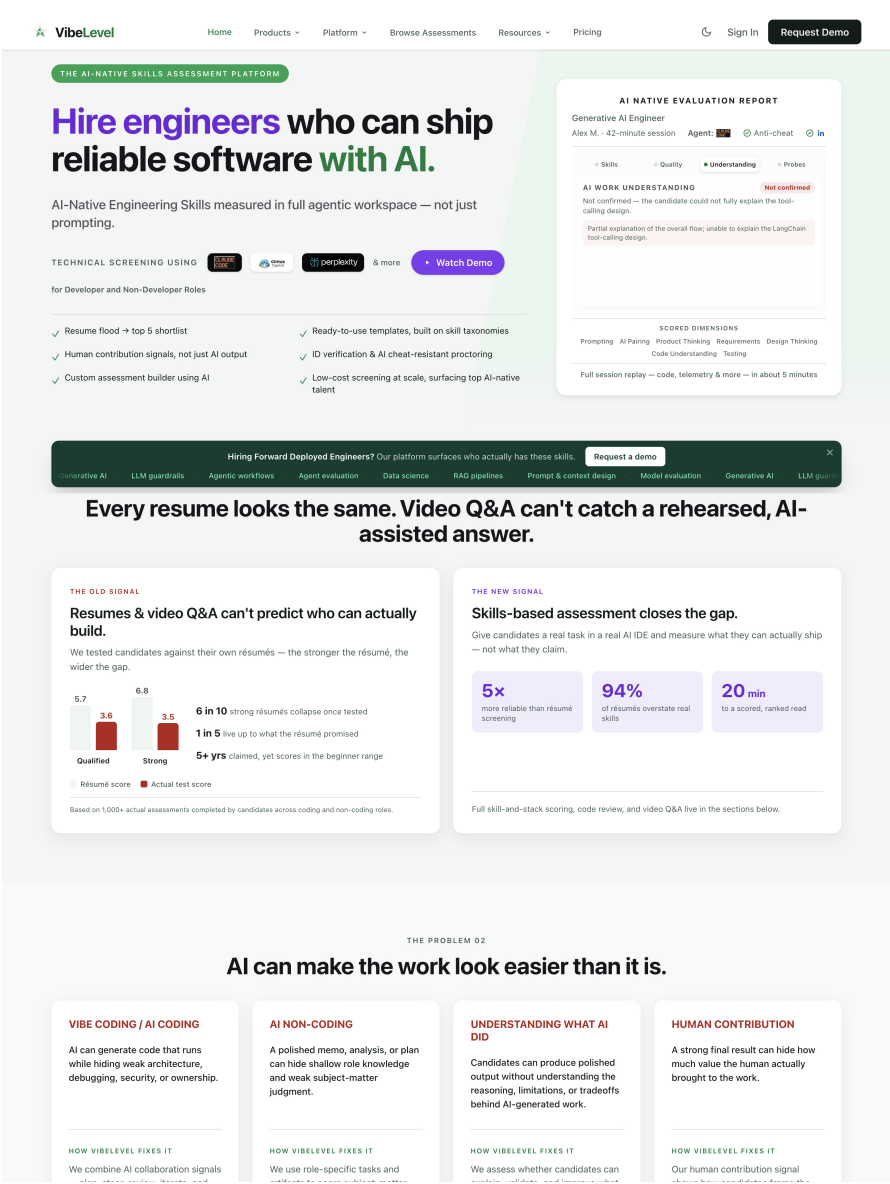 VibeLevel
Home
Products
Platform
Browse Assessments
Resources
Pricing
Sign In
Request Demo
THE AI-NATIVE SKILLS ASSESSMENT PLATFORM
Hire engineers who can ship
reliable software with AI.
AI-Native Engineering Skills measured in full agentic workspace — not just
prompting.
TECHNICAL SCREENING USING
CLAUDE CODE
GitHub Copilot
perplexity
& more
Watch Demo
for Developer and Non-Developer Roles
Resume flood → top 5 shortlist
Ready-to-use templates, built on skill taxonomies
Human contribution signals, not just AI output
ID verification & AI cheat-resistant proctoring
Custom assessment builder using AI
Low-cost screening at scale, surfacing top AI-native
talent
AI NATIVE EVALUATION REPORT
Generative AI Engineer
Alex M. · 42-minute session · Agent: · Anti-cheat · in
Skills
Quality
Understanding
Probes
AI WORK UNDERSTANDING
Not confirmed
Not confirmed — the candidate could not fully explain the tool-
calling design.
Partial explanation of the overall flow; unable to explain the LangChain
tool-calling design.
SCORED DIMENSIONS
Prompting AI Pairing Product Thinking Requirements Design Thinking
Code Understanding Testing
Full session replay — code, telemetry & more — in about 5 minutes
Hiring Forward Deployed Engineers? Our platform surfaces who actually has these skills.
Request a demo
Generative AI · LLM guardrails · Agentic workflows · Agent evaluation · Data science · RAG pipelines · Prompt & context design · Model evaluation · Generative AI · LLM guard
Every resume looks the same. Video Q&A can't catch a rehearsed, AI-
assisted answer.
THE OLD SIGNAL
Resumes & video Q&A can't predict who can actually
build.
We tested candidates against their own résumés — the stronger the résumé, the
wider the gap.
5.7
3.6
6.8
3.5
Qualified
Strong
6 in 10 strong résumés collapse once tested
1 in 5 live up to what the résumé promised
5+ yrs claimed, yet scores in the beginner range
Résumé score
Actual test score
Based on 1,000+ actual assessments completed by candidates across coding and non-coding roles.
THE NEW SIGNAL
Skills-based assessment closes the gap.
Give candidates a real task in a real AI IDE and measure what they can actually ship
— not what they claim.
5×
more reliable than résumé
screening
94%
of résumés overstate real
skills
20 min
to a scored, ranked read
Full skill-and-stack scoring, code review, and video Q&A live in the sections below.
THE PROBLEM 02
AI can make the work look easier than it is.
VIBE CODING / AI CODING
AI can generate code that runs
while hiding weak architecture,
debugging, security, or ownership.
HOW VIBELEVEL FIXES IT
We combine AI collaboration signals
AI NON-CODING
A polished memo, analysis, or plan
can hide shallow role knowledge
and weak subject-matter
judgment.
HOW VIBELEVEL FIXES IT
We use role-specific tasks and
UNDERSTANDING WHAT AI
DID
Candidates can produce polished
output without understanding the
reasoning, limitations, or tradeoffs
behind AI-generated work.
HOW VIBELEVEL FIXES IT
We assess whether candidates can
HUMAN CONTRIBUTION
A strong final result can hide how
much value the human actually
brought to the work.
HOW VIBELEVEL FIXES IT
Our human contribution signal